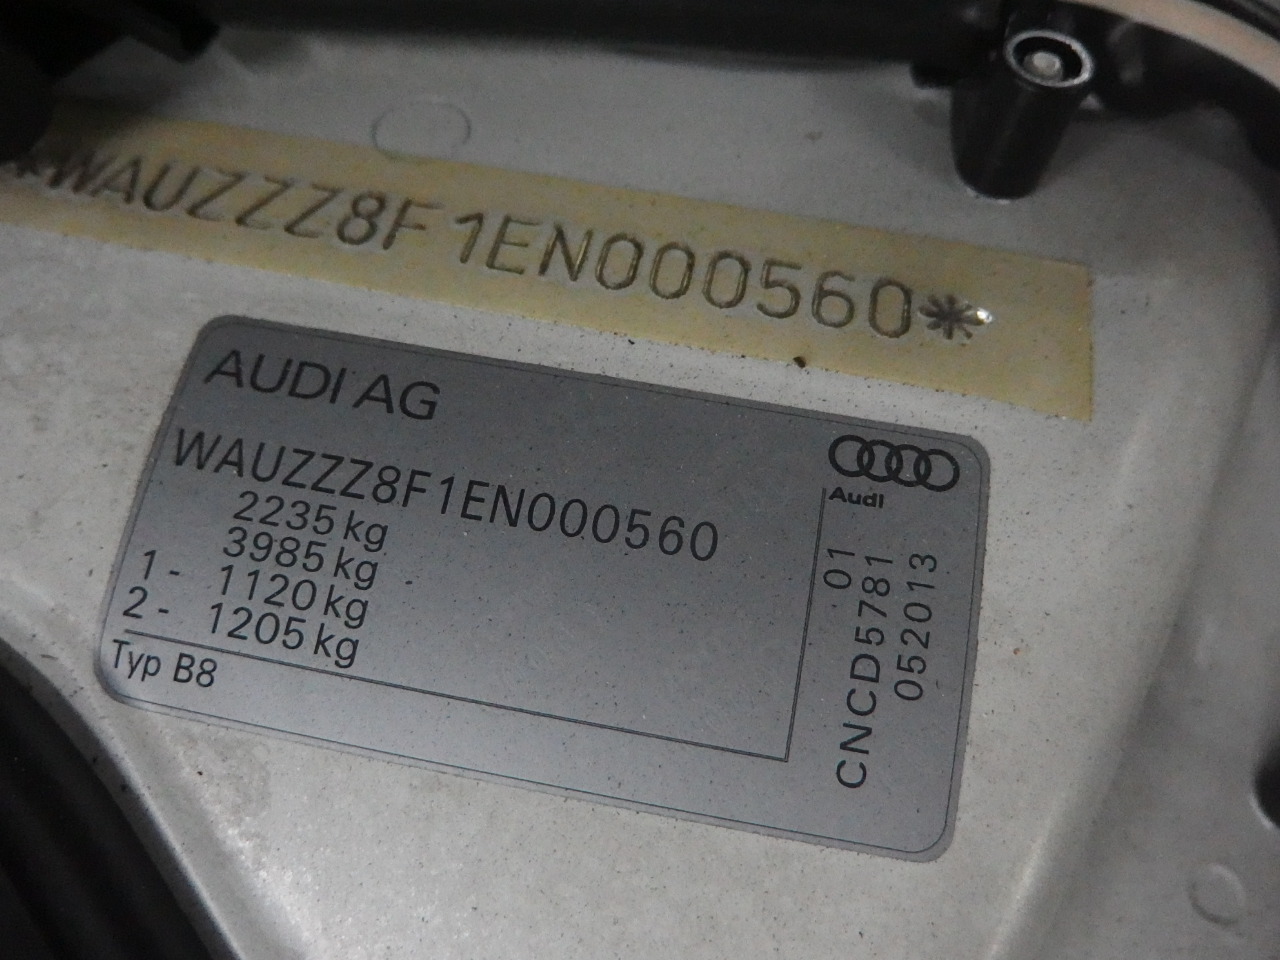 *WAUZZZ8F1EN000560*
AUDI AG
WAUZZZ8F1EN000560
2235 kg
3985 kg
1 - 1120 kg
2 - 1205 kg
Typ B8
Audi
01
CNCD5781
052013